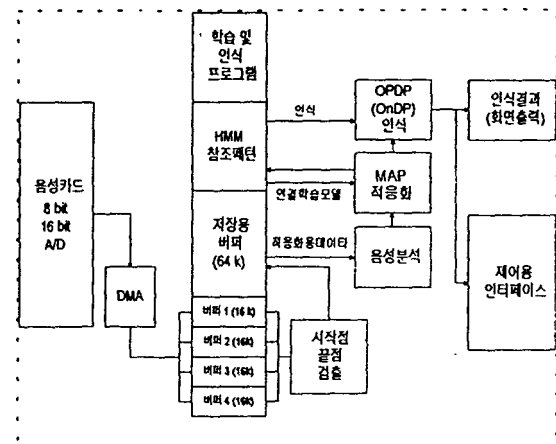 학습 및
인식
프로그램
HMM
참조패턴
저장용
버퍼
(64 k)
버퍼 1 (16 k)
버퍼 2 (16k)
버퍼 3 (16k)
버퍼 4 (16k)
음성카드
8 bit
16 bit
A/D
DMA
인식
연결학습모델
적응화용데이타
OPDP
(OnDP)
인식
MAP
적응화
음성분석
시작점
끝점
검출
인식결과
(화면출력)
제어용
인터페이스